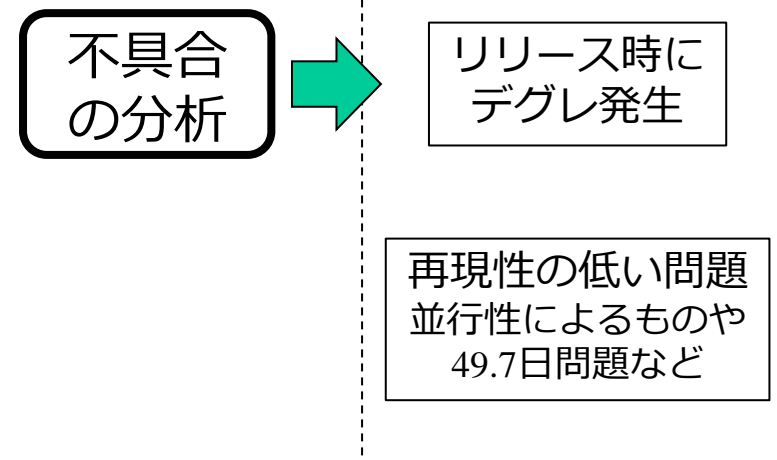 不具合
の分析
リリース時に
デグレ発生
再現性の低い問題
並行性によるものや
49.7日問題など